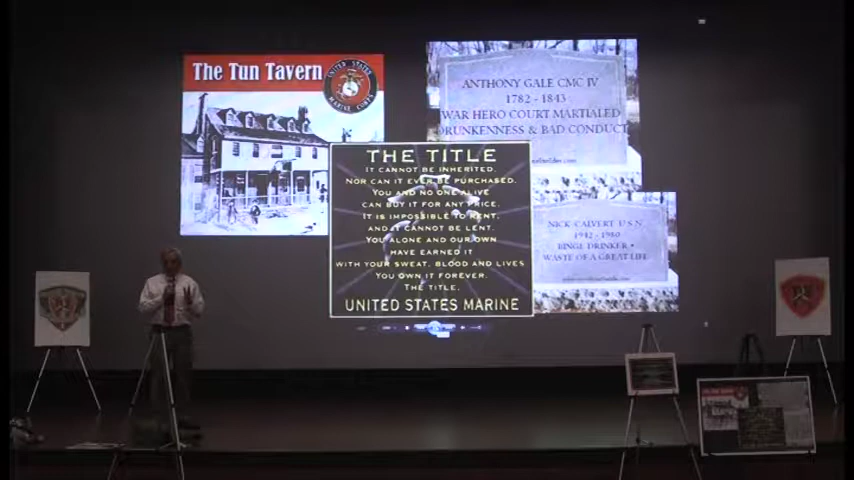 The Tun Tavern
UNITED STATES
MARINE CORPS
ANTHONY GALE CMC IV
1782 - 1843
WAR HERO COURT MARTIALED
DRUNKENNESS & BAD CONDUCT
THE TITLE
IT CANNOT BE INHERITED.
NOR CAN IT EVER BE PURCHASED.
YOU AND NO ONE ALIVE
CAN BUY IT FOR ANY PRICE.
IT IS IMPOSSIBLE TO RENT,
AND IT CANNOT BE LENT.
YOU ALONE AND OUR OWN
HAVE EARNED IT
WITH YOUR SWEAT, BLOOD AND LIVES
YOU OWN IT FOREVER.
THE TITLE.
UNITED STATES MARINE
NICK CALVERT U.S.N.
BINGE DRINKER •
WASTE OF A GREAT LIFE